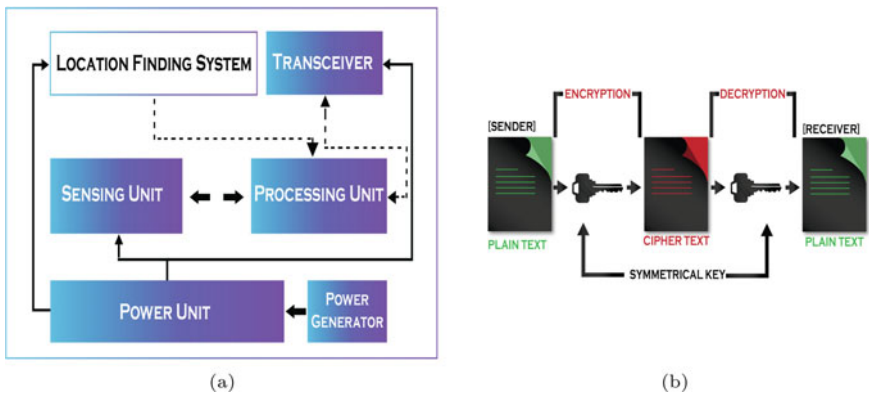 LOCATION FINDING SYSTEM
TRANSCEIVER
SENSING UNIT
PROCESSING UNIT
POWER UNIT
POWER
GENERATOR
(a)
ENCRYPTION
DECRYPTION
[SENDER]
[RECEIVER]
PLAIN TEXT
CIPHER TEXT
PLAIN TEXT
SYMMETRICAL KEY
(b)